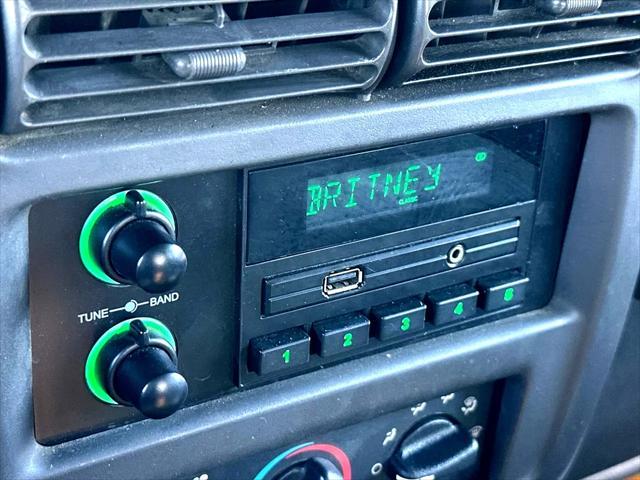 BRITNEY
CLASSIC
TUNE BAND
1 2 3 4 5